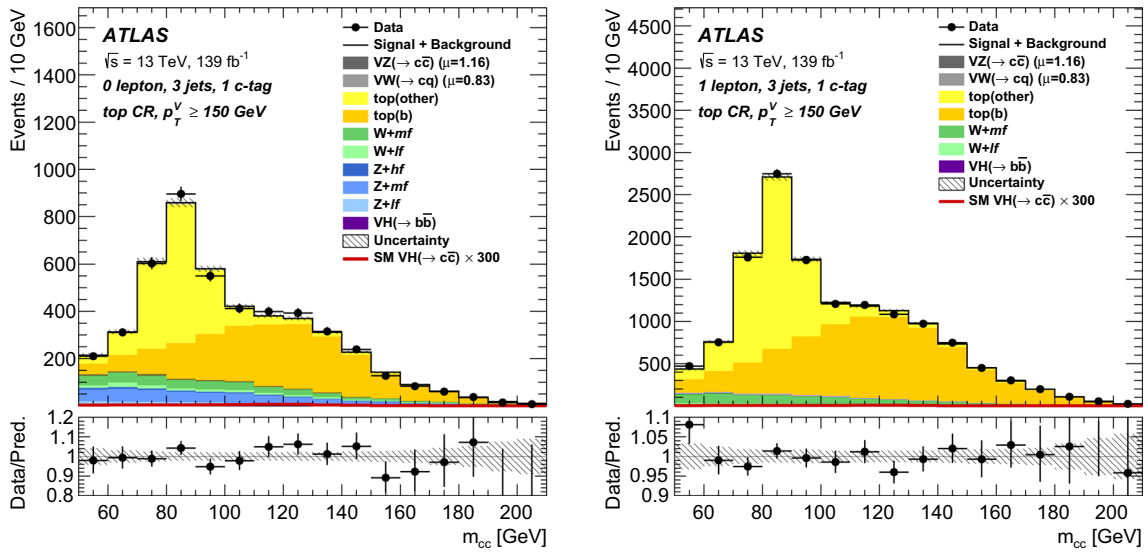 Events / 10 GeV
1600
1400
1200
1000
800
600
400
200
ATLAS
√s = 13 TeV, 139 fb⁻¹
0 lepton, 3 jets, 1 c-tag
top CR, p_T^V ≥ 150 GeV
Data
Signal + Background
VZ(→ cc̅) (μ=1.16)
VW(→ cq) (μ=0.83)
top(other)
top(b)
W+mf
W+lf
Z+hf
Z+mf
Z+lf
VH(→ bb̅)
Uncertainty
SM VH(→ cc̅) × 300
Data/Pred.
1.2
1.1
1
0.9
0.8
60 80 100 120 140 160 180 200
m_cc [GeV]
Events / 10 GeV
4500
4000
3500
3000
2500
2000
1500
1000
500
ATLAS
√s = 13 TeV, 139 fb⁻¹
1 lepton, 3 jets, 1 c-tag
top CR, p_T^V ≥ 150 GeV
Data
Signal + Background
VZ(→ cc̅) (μ=1.16)
VW(→ cq) (μ=0.83)
top(other)
top(b)
W+mf
W+lf
VH(→ bb̅)
Uncertainty
SM VH(→ cc̅) × 300
Data/Pred.
1.1
1.05
1
0.95
0.9
60 80 100 120 140 160 180 200
m_cc [GeV]